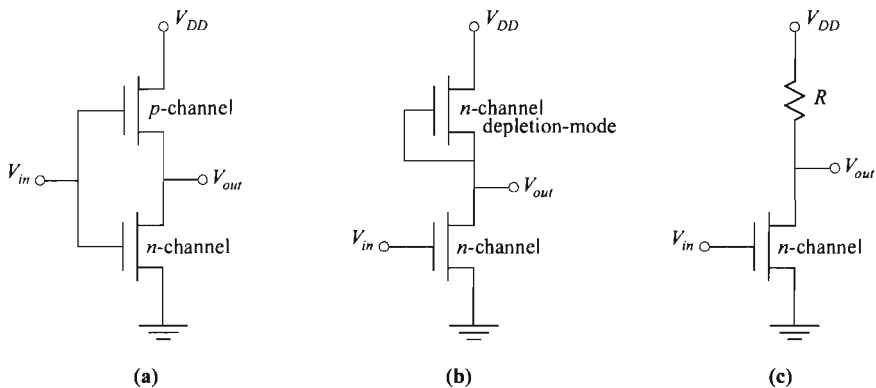 V_DD
p-channel
V_in
V_out
n-channel
(a)
V_DD
n-channel
depletion-mode
V_out
V_in
n-channel
(b)
V_DD
R
V_out
V_in
n-channel
(c)